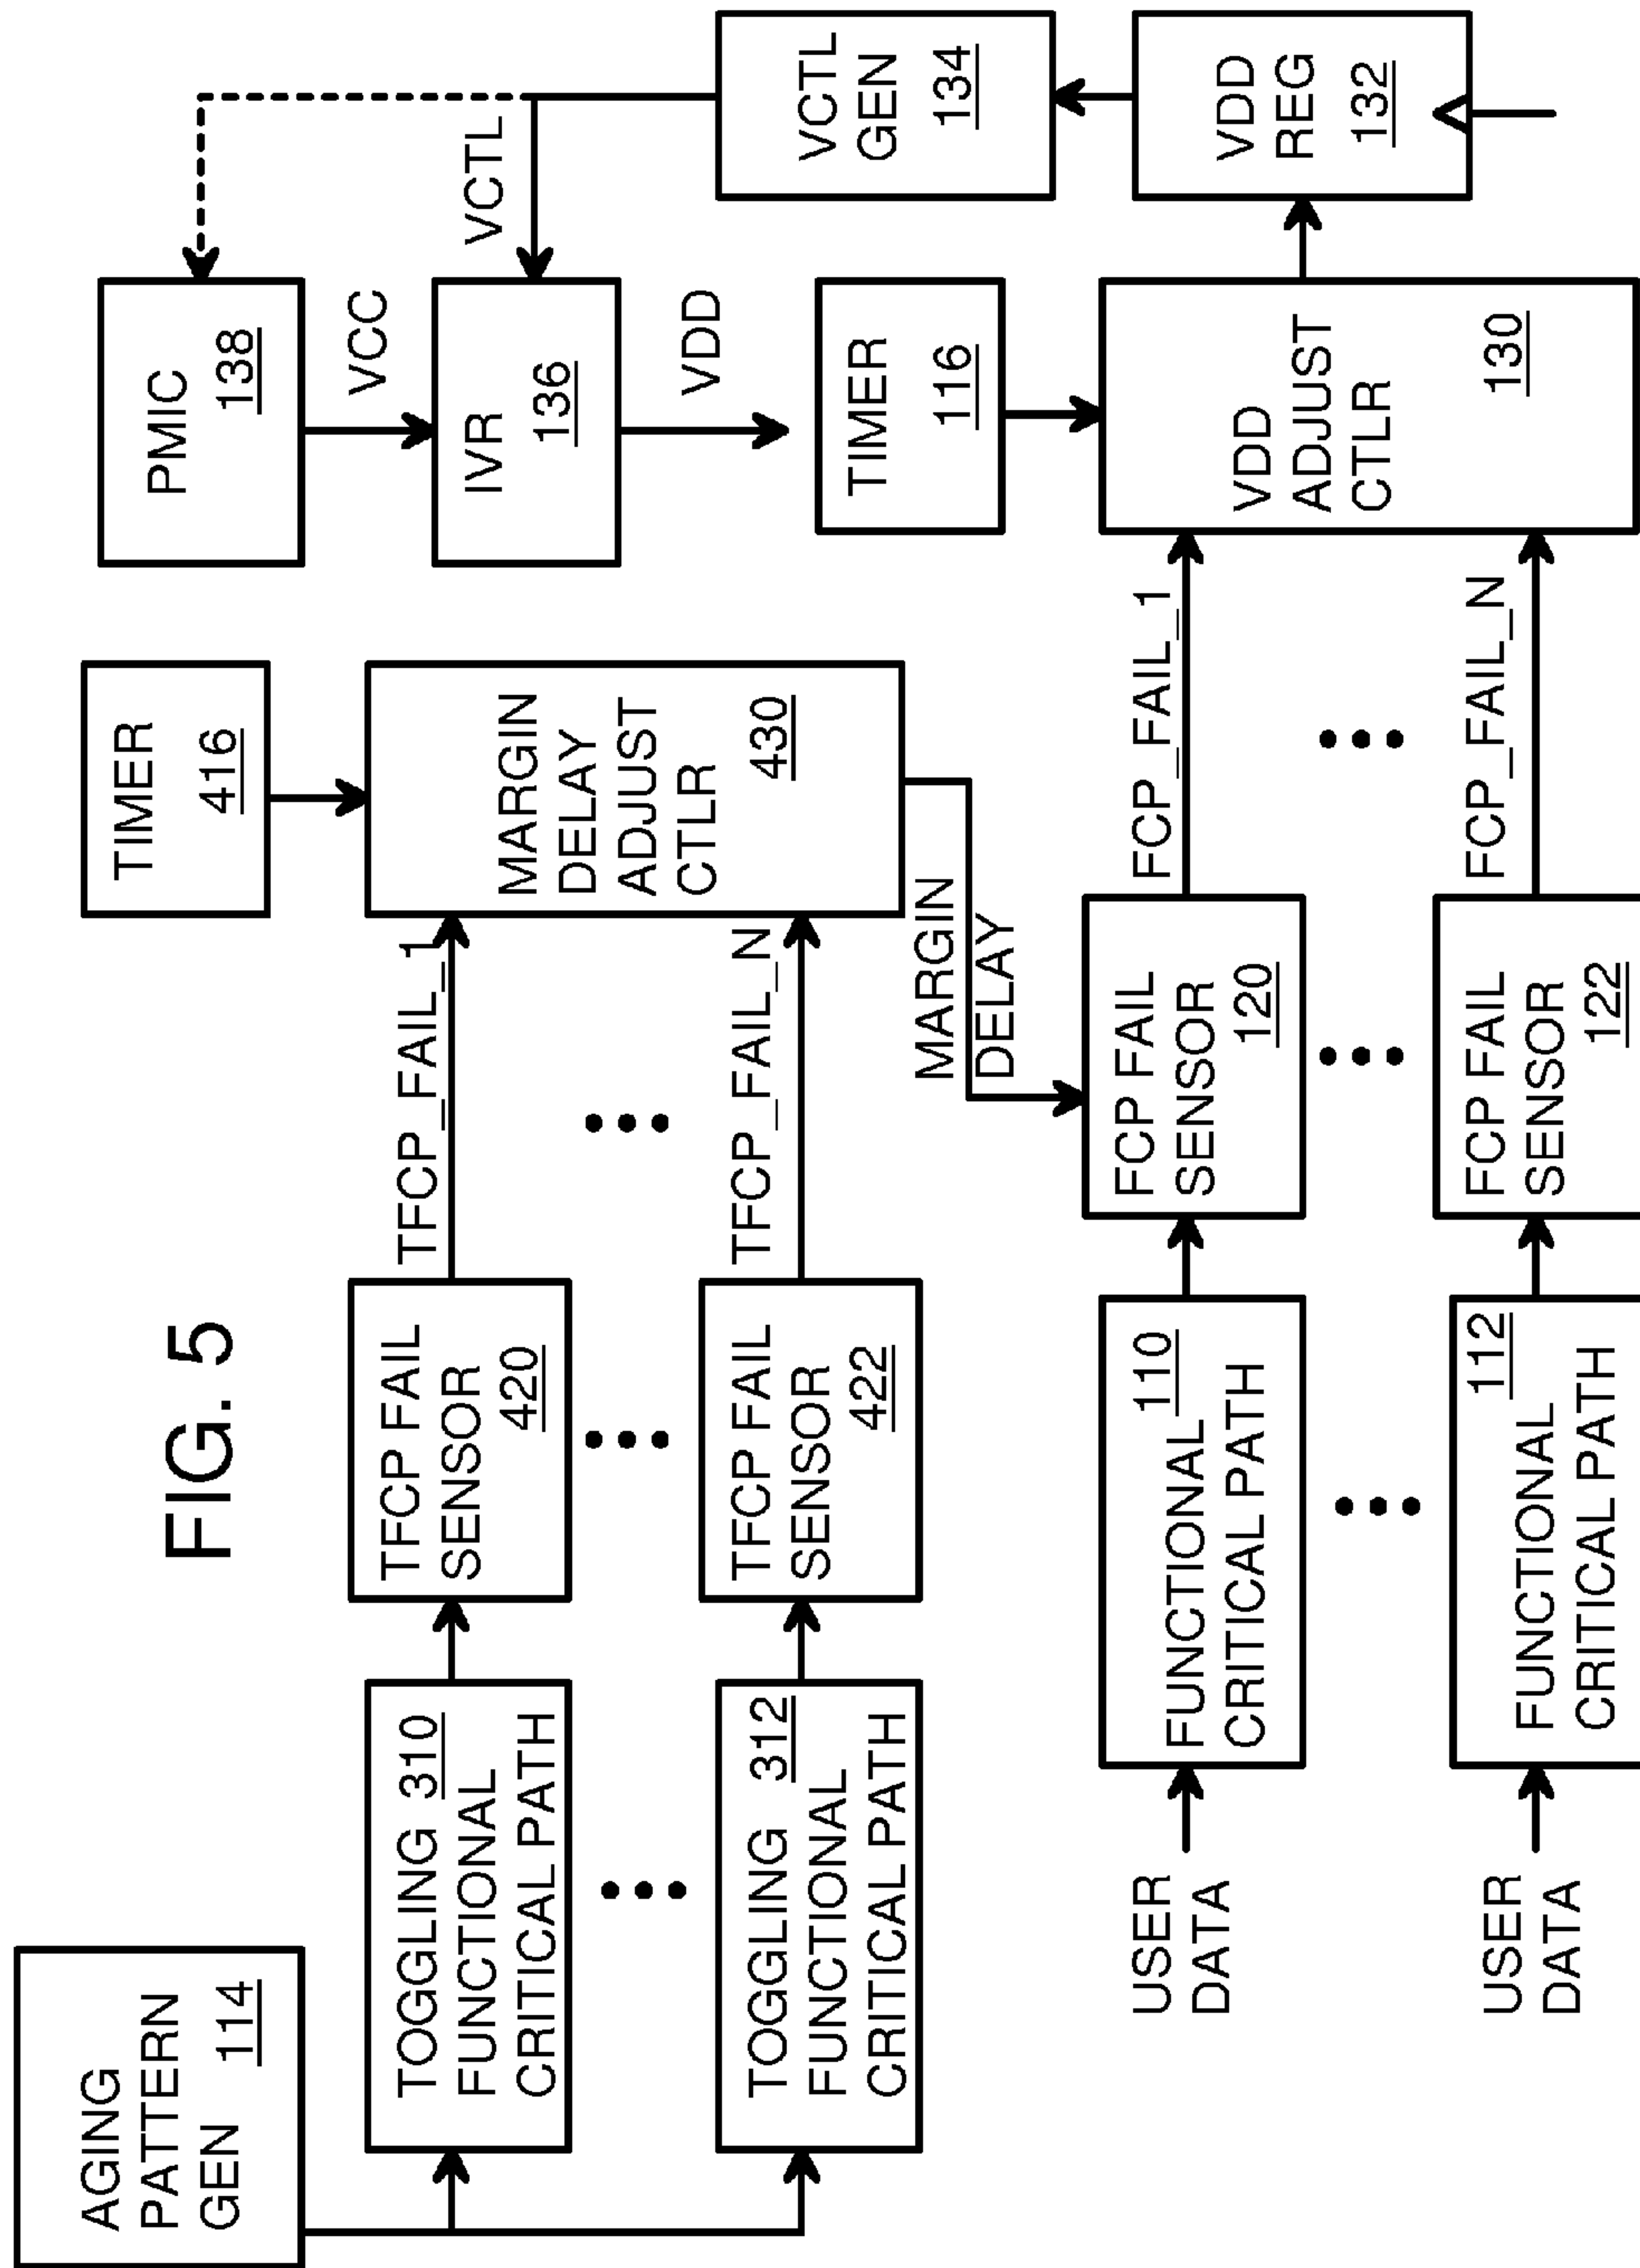 FIG. 5
AGING
PATTERN
GEN 114
TOGGLING 310
FUNCTIONAL
CRITICAL PATH
TFCP FAIL
SENSOR
420
TFCP_FAIL_1
TIMER
416
MARGIN
DELAY
ADJUST
CTLR 430
TOGGLING 312
FUNCTIONAL
CRITICAL PATH
TFCP FAIL
SENSOR
422
TFCP_FAIL_N
MARGIN
DELAY
PMIC
138
VCC
IVR
136
VDD
VCTL
VCTL
GEN
134
VDD
REG
132
TIMER
116
VDD
ADJUST
CTLR
130
USER
DATA
110
FUNCTIONAL
CRITICAL PATH
FCP FAIL
SENSOR
120
FCP_FAIL_1
USER
DATA
112
FUNCTIONAL
CRITICAL PATH
FCP FAIL
SENSOR
122
FCP_FAIL_N